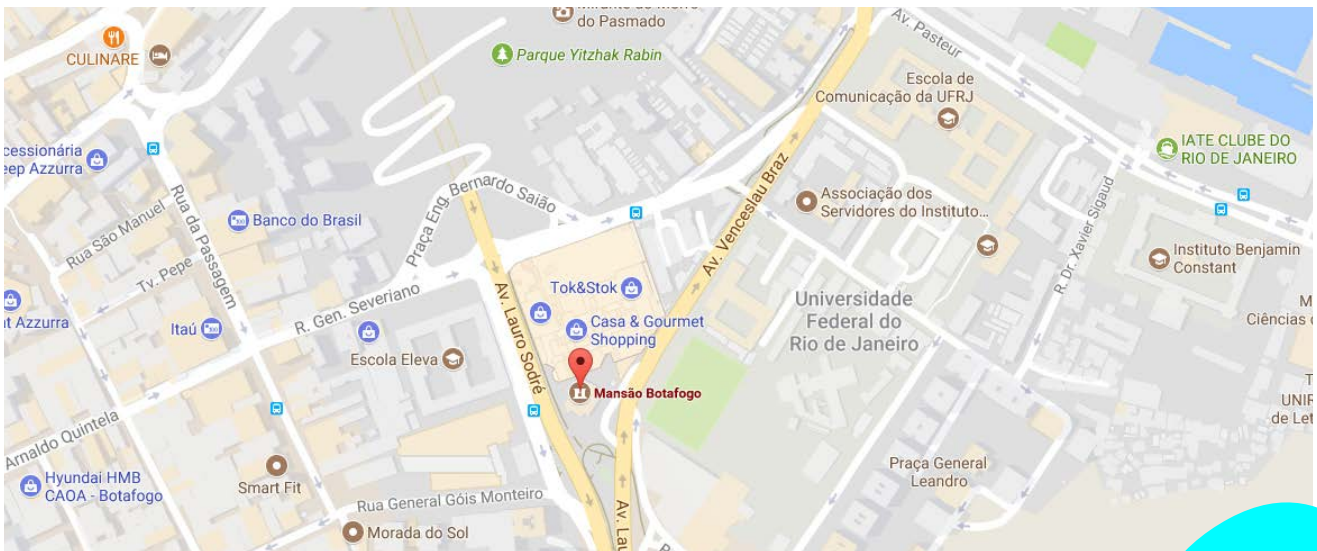 do Pasmado
CULINARE
Parque Yitzhak Rabin
Av. Pasteur
Escola de
Comunicação da UFRJ
IATE CLUBE DO
RIO DE JANEIRO
cessionária
eep Azzurra
Rua da Passagem
Rua São Manuel
Tv. Pepe
Banco do Brasil
Praça Eng. Bernardo Saião
Av. Venceslau Braz
Associação dos
Servidores do Instituto...
R. Dr. Xavier Sigaud
Instituto Benjamin
Constant
t Azzurra
Itaú
R. Gen. Severiano
Av. Lauro Sodré
Tok&Stok
Casa & Gourmet
Shopping
Universidade
Federal do
Rio de Janeiro
M
Ciências
Escola Eleva
Mansão Botafogo
T
UNIR
de Let
Arnaldo Quintela
Hyundai HMB
CAOA - Botafogo
Smart Fit
Rua General Góis Monteiro
Morada do Sol
Av. Lau
Praça General
Leandro